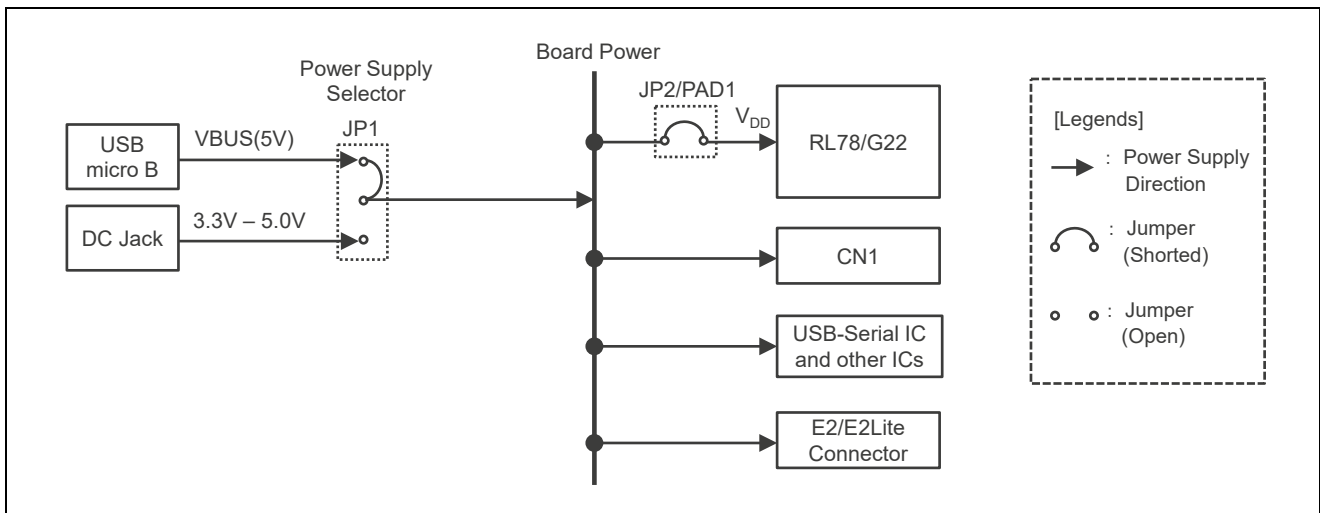 Board Power
Power Supply
Selector
JP1
USB
micro B
VBUS(5V)
DC Jack
3.3V – 5.0V
JP2/PAD1
VDD
RL78/G22
CN1
USB-Serial IC
and other ICs
E2/E2Lite
Connector
[Legends]
: Power Supply
Direction
: Jumper
(Shorted)
: Jumper
(Open)